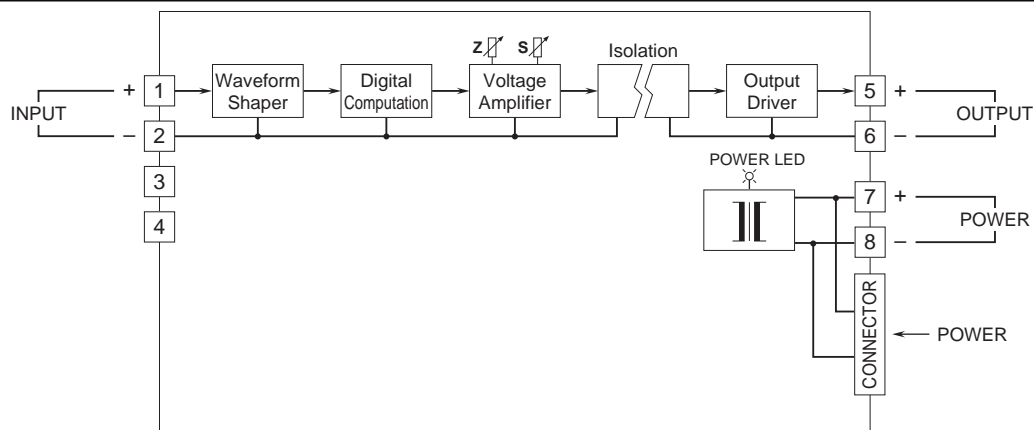 Z S
Isolation
Waveform
Shaper
Digital
Computation
Voltage
Amplifier
Output
Driver
INPUT
+ 1
– 2
3
4
5 +
6 –
OUTPUT
POWER LED
7 +
8 –
POWER
CONNECTOR
POWER